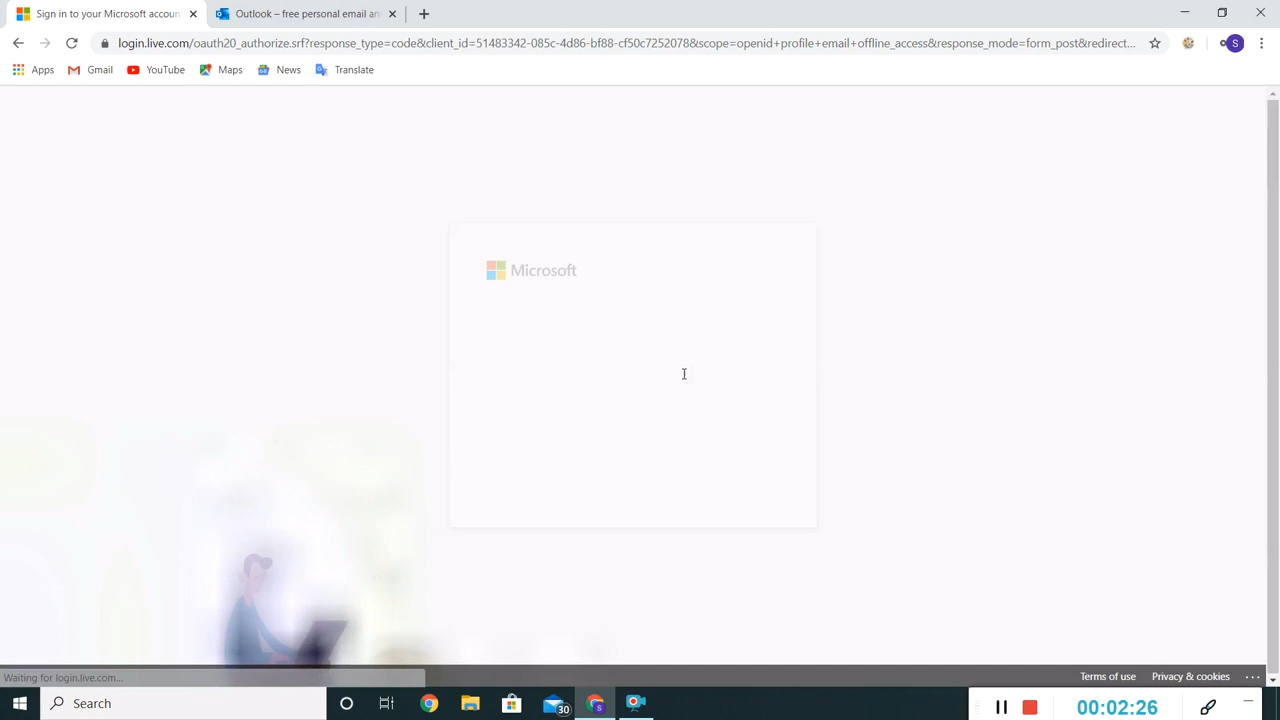 Sign in to your Microsoft accoun
Outlook – free personal email an
login.live.com/oauth20_authorize.srf?response_type=code&client_id=51483342-085c-4d86-bf88-cf50c7252078&scope=openid+profile+email+offline_access&response_mode=form_post&redirect...
S
Apps
Gmail
YouTube
Maps
News
Translate
Microsoft
Waiting for login.live.com...
Terms of use
Privacy & cookies
...
Search
30
S
00:02:26